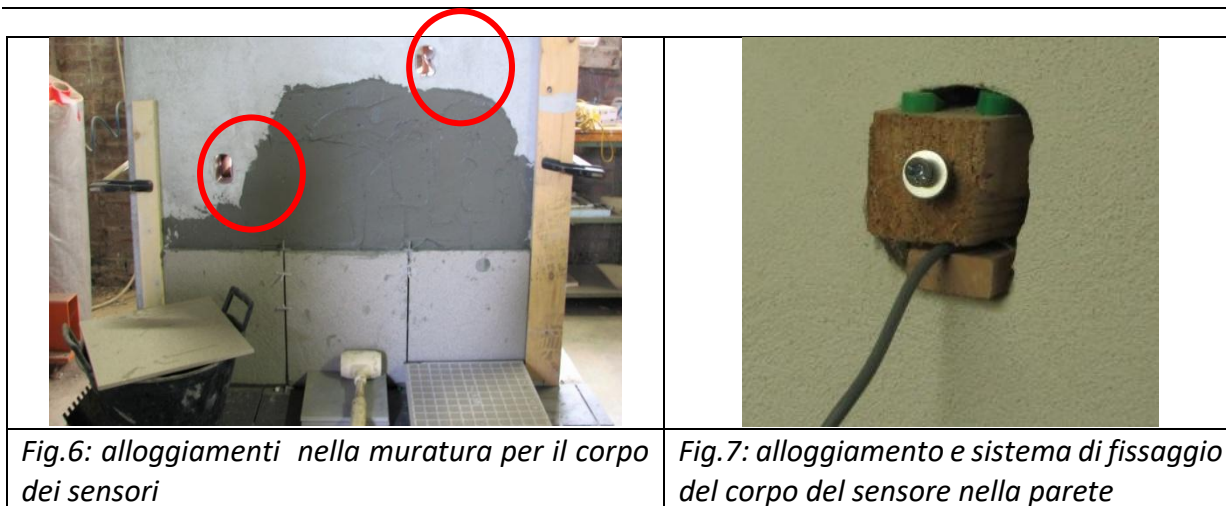 Fig.6: alloggiamenti nella muratura per il corpo
dei sensori
Fig.7: alloggiamento e sistema di fissaggio
del corpo del sensore nella parete